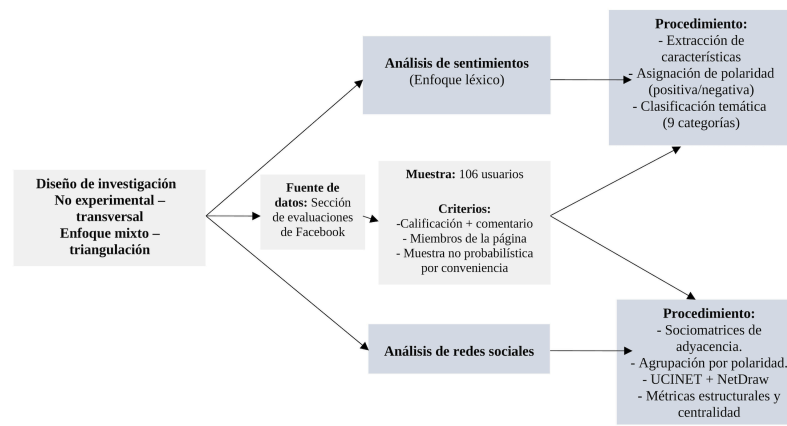 Diseño de investigación
No experimental –
transversal
Enfoque mixto –
triangulación
Análisis de sentimientos
(Enfoque léxico)
Fuente de
datos: Sección
de evaluaciones
de Facebook
Muestra: 106 usuarios
Criterios:
-Calificación + comentario
- Miembros de la página
- Muestra no probabilística
por conveniencia
Análisis de redes sociales
Procedimiento:
- Extracción de
características
- Asignación de polaridad
(positiva/negativa)
- Clasificación temática
(9 categorías)
Procedimiento:
- Sociomatrices de
adyacencia.
- Agrupación por polaridad.
- UCINET + NetDraw
- Métricas estructurales y
centralidad